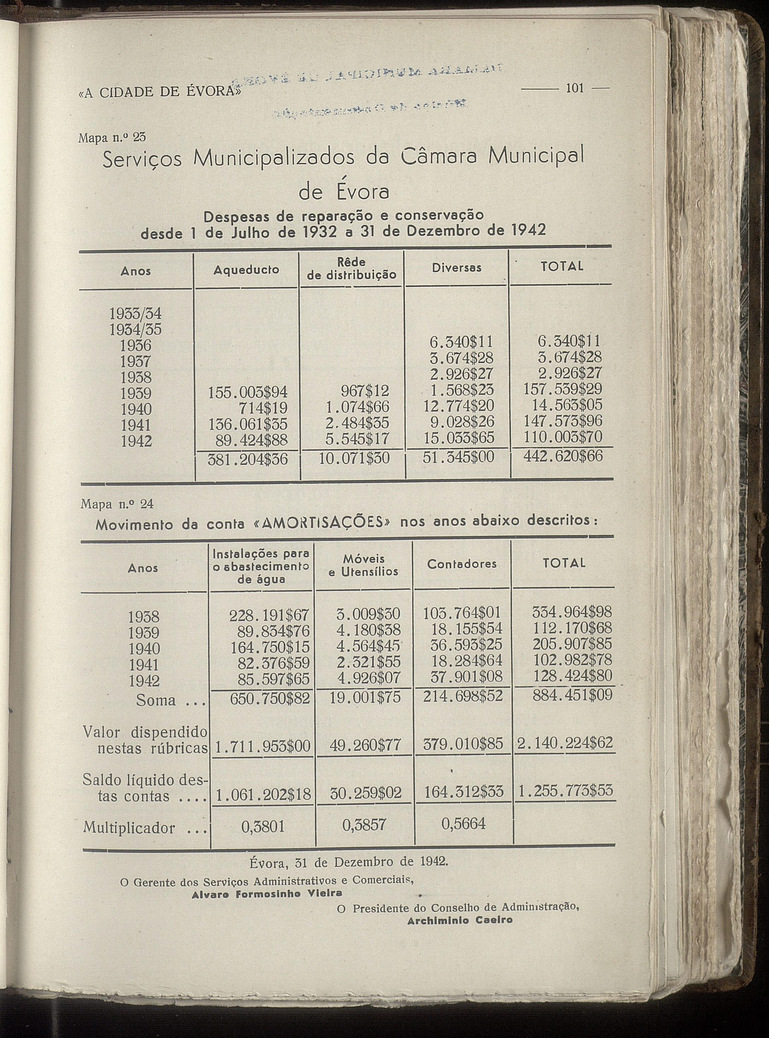 «A CIDADE DE ÉVORA» 101
Mapa n.º 23
Serviços Municipalizados da Câmara Municipal
de Évora
Despesas de reparação e conservação
desde 1 de Julho de 1932 a 31 de Dezembro de 1942
Anos Aqueducto Rêde de distribuição Diversas TOTAL
1933/34
1934/35
1936 6.340$11 6.340$11
1937 3.674$28 3.674$28
1938 2.926$27 2.926$27
1939 155.003$94 967$12 1.568$23 157.539$29
1940 714$19 1.074$66 12.774$20 14.563$05
1941 136.061$35 2.484$35 9.028$26 147.573$96
1942 89.424$88 5.545$17 15.033$65 110.003$70
381.204$36 10.071$30 51.345$00 442.620$66
Mapa n.º 24
Movimento da conta «AMORTISAÇÕES» nos anos abaixo descritos:
Anos Instalações para o abastecimento de água Móveis e Utensílios Contadores TOTAL
1938 228.191$67 3.009$30 103.764$01 334.964$98
1939 89.834$76 4.180$38 18.155$54 112.170$68
1940 164.750$15 4.564$45 36.593$25 205.907$85
1941 82.376$59 2.321$55 18.284$64 102.982$78
1942 85.597$65 4.926$07 37.901$08 128.424$80
Soma ... 650.750$82 19.001$75 214.698$52 884.451$09
Valor dispendido
nestas rúbricas 1.711.953$00 49.260$77 379.010$85 2.140.224$62
Saldo líquido des-
tas contas .... 1.061.202$18 30.259$02 164.312$33 1.255.773$53
Multiplicador ... 0,3801 0,3857 0,5664
Évora, 31 de Dezembro de 1942.
O Gerente dos Serviços Administrativos e Comerciais,
Alvaro Formosinho Vieira
O Presidente do Conselho de Administração,
Archiminio Caeiro